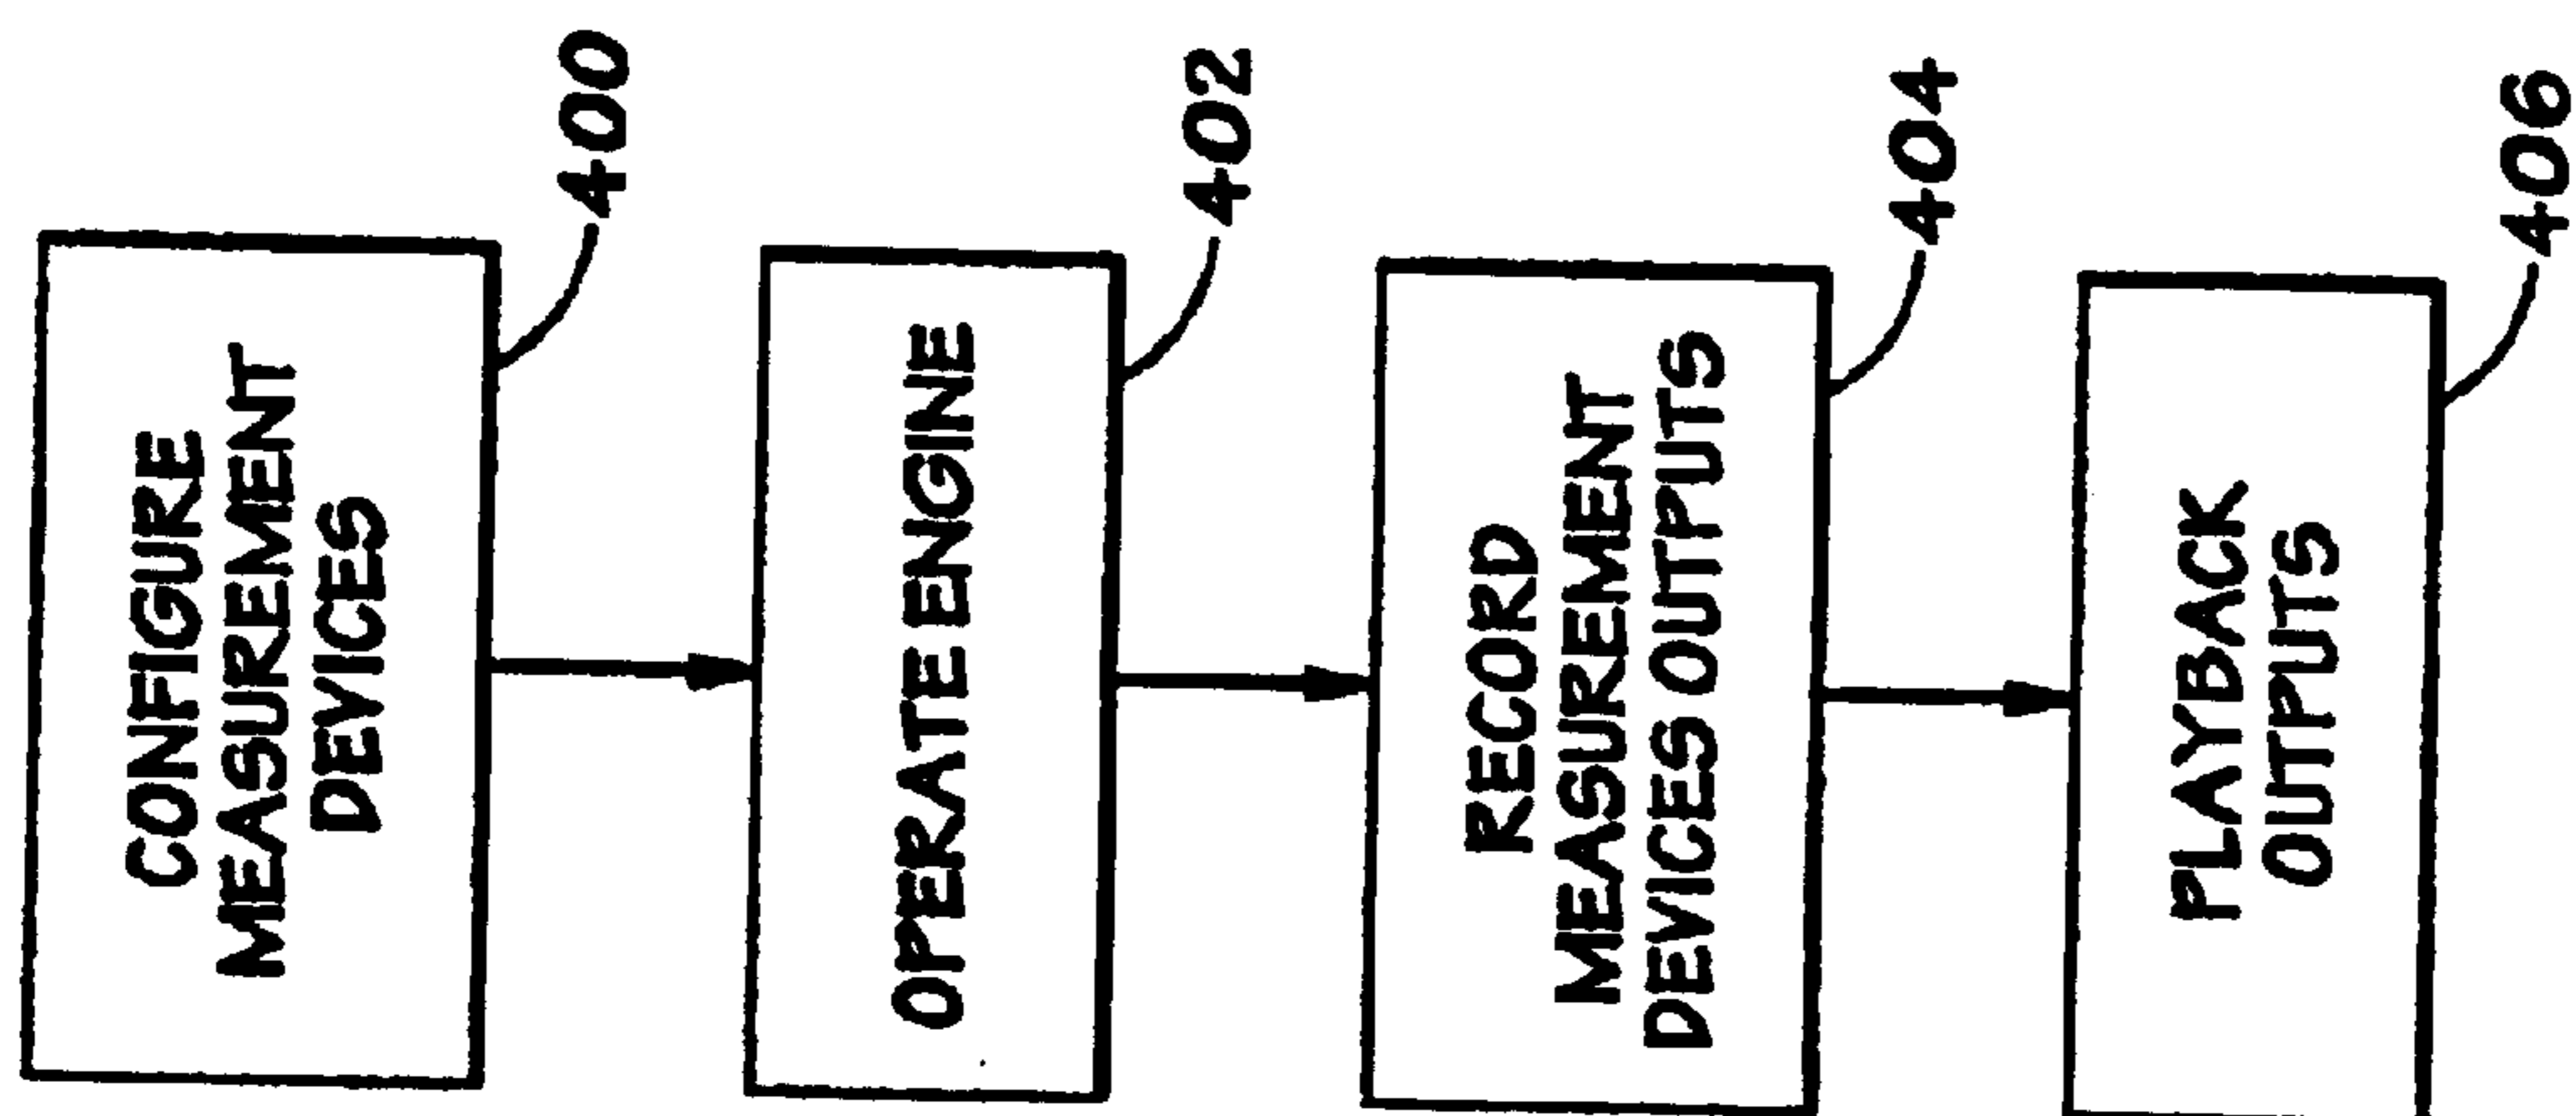 CONFIGURE
MEASUREMENT
DEVICES
400
OPERATE ENGINE
402
RECORD
MEASUREMENT
DEVICES OUTPUTS
404
PLAYBACK
OUTPUTS
406